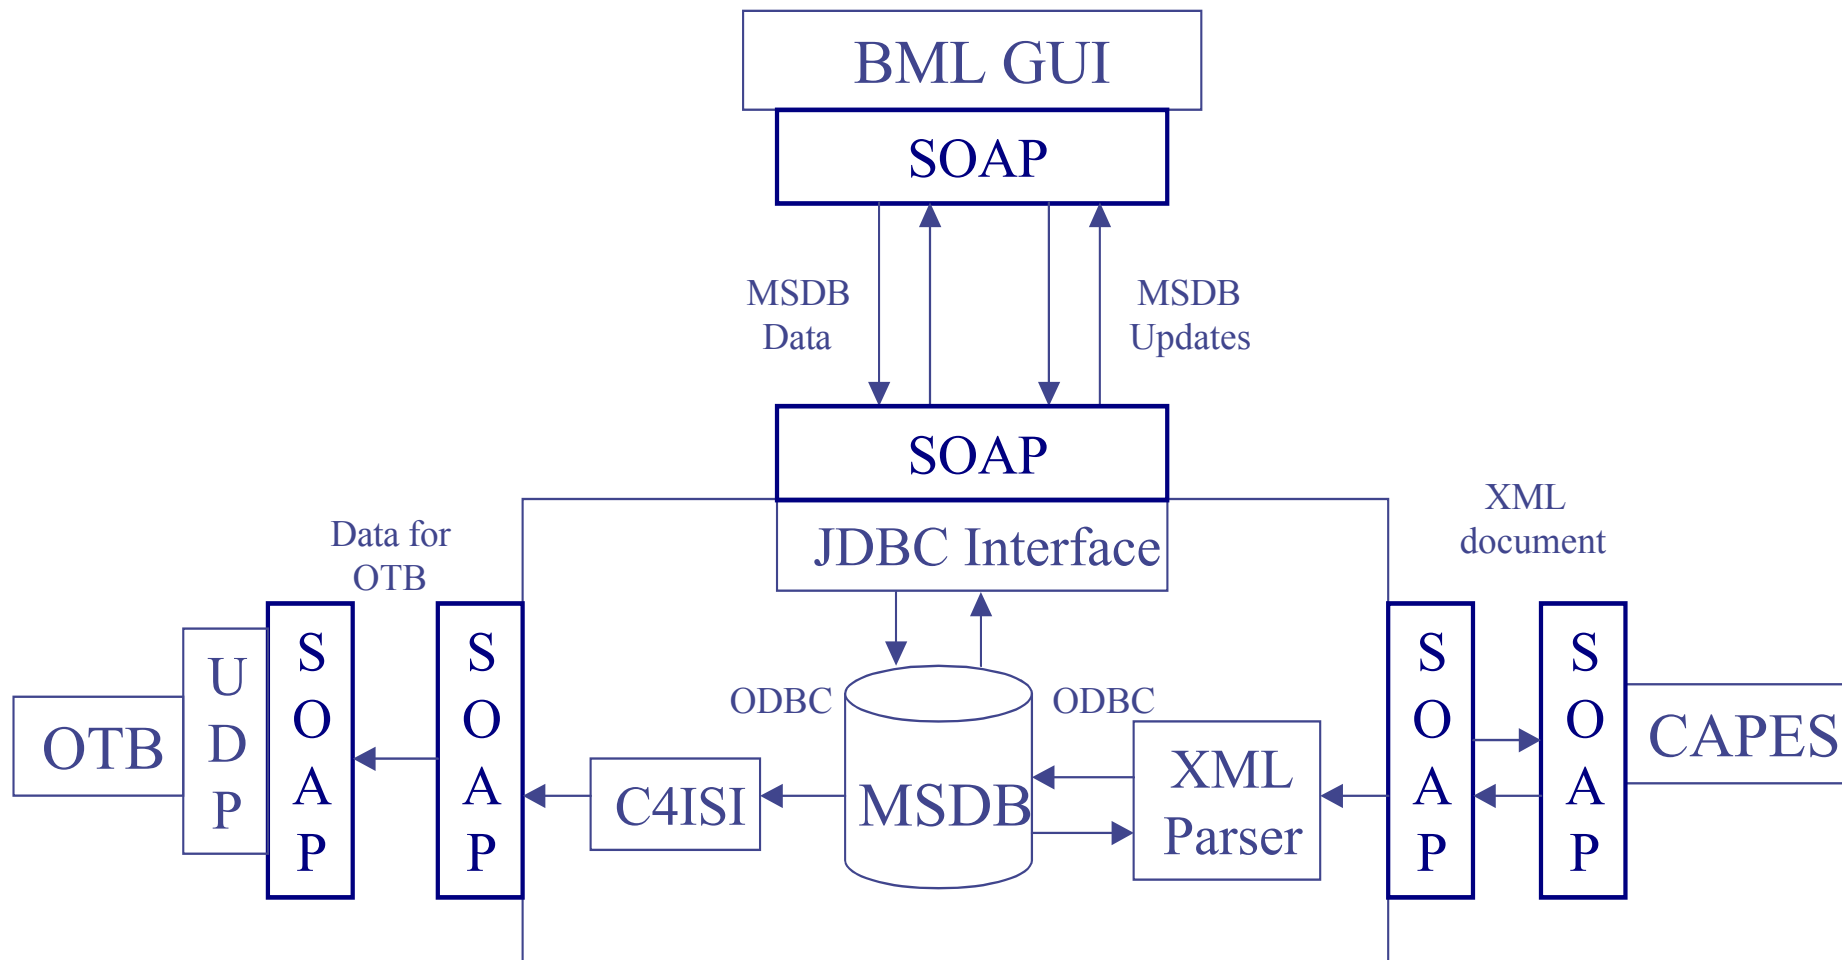 BML GUI
SOAP
MSDB
Data
MSDB
Updates
SOAP
JDBC Interface
XML
document
Data for
OTB
OTB
U
D
P
S
O
A
P
S
O
A
P
C4ISI
ODBC
MSDB
ODBC
XML
Parser
S
O
A
P
S
O
A
P
CAPES